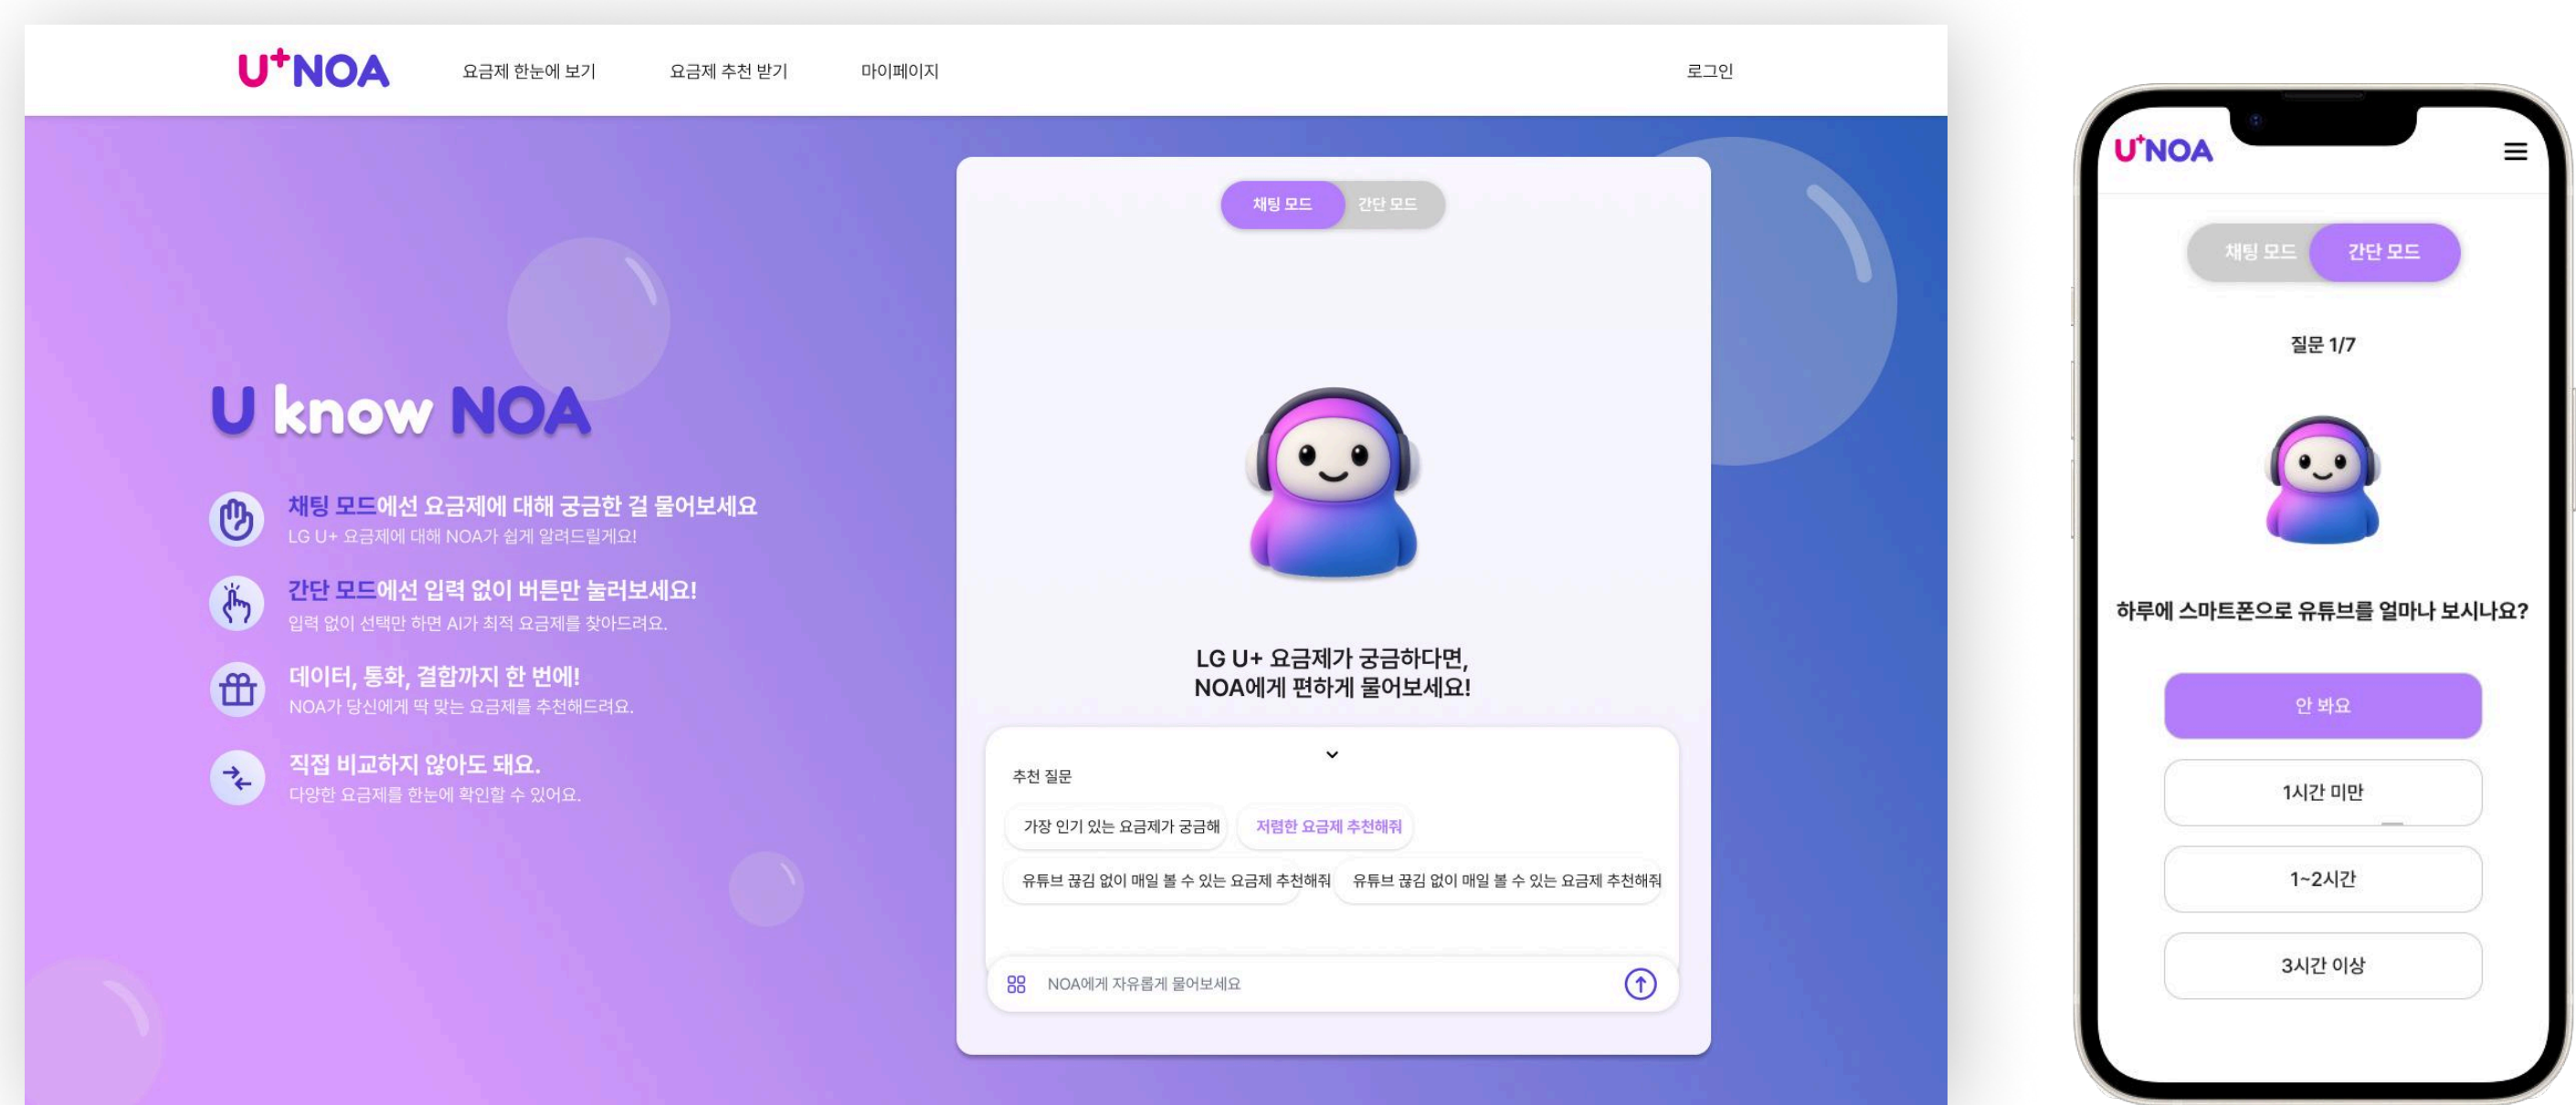 U+NOA
요금제 한눈에 보기
요금제 추천 받기
마이페이지
로그인
U know NOA
채팅 모드에선 요금제에 대해 궁금한 걸 물어보세요
LG U+ 요금제에 대해 NOA가 쉽게 알려드릴게요!
간단 모드에선 입력 없이 버튼만 눌러보세요!
입력 없이 선택만 하면 AI가 최적 요금제를 찾아드려요.
데이터, 통화, 결합까지 한 번에!
NOA가 당신에게 딱 맞는 요금제를 추천해드려요.
직접 비교하지 않아도 돼요.
다양한 요금제를 한눈에 확인할 수 있어요.
채팅 모드
간단 모드
LG U+ 요금제가 궁금하다면,
NOA에게 편하게 물어보세요!
추천 질문
가장 인기 있는 요금제가 궁금해
저렴한 요금제 추천해줘
유튜브 끊김 없이 매일 볼 수 있는 요금제 추천해줘
유튜브 끊김 없이 매일 볼 수 있는 요금제 추천해줘
NOA에게 자유롭게 물어보세요
U+NOA
채팅 모드
간단 모드
질문 1/7
하루에 스마트폰으로 유튜브를 얼마나 보시나요?
안 봐요
1시간 미만
1~2시간
3시간 이상